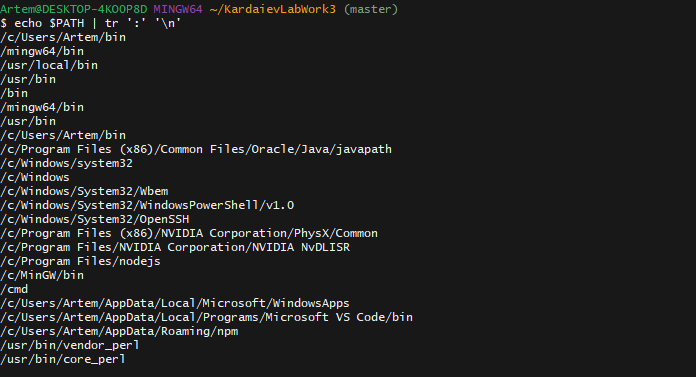 Artem@DESKTOP-4KOOP8D MINGW64 ~/KardaievLabWork3 (master)
$ echo $PATH | tr ':' '\n'
/c/Users/Artem/bin
/mingw64/bin
/usr/local/bin
/usr/bin
/bin
/mingw64/bin
/usr/bin
/c/Users/Artem/bin
/c/Program Files (x86)/Common Files/Oracle/Java/javapath
/c/Windows/system32
/c/Windows
/c/Windows/System32/Wbem
/c/Windows/System32/WindowsPowerShell/v1.0
/c/Windows/System32/OpenSSH
/c/Program Files (x86)/NVIDIA Corporation/PhysX/Common
/c/Program Files/NVIDIA Corporation/NVIDIA NvDLISR
/c/Program Files/nodejs
/c/MinGW/bin
/cmd
/c/Users/Artem/AppData/Local/Microsoft/WindowsApps
/c/Users/Artem/AppData/Local/Programs/Microsoft VS Code/bin
/c/Users/Artem/AppData/Roaming/npm
/usr/bin/vendor_perl
/usr/bin/core_perl